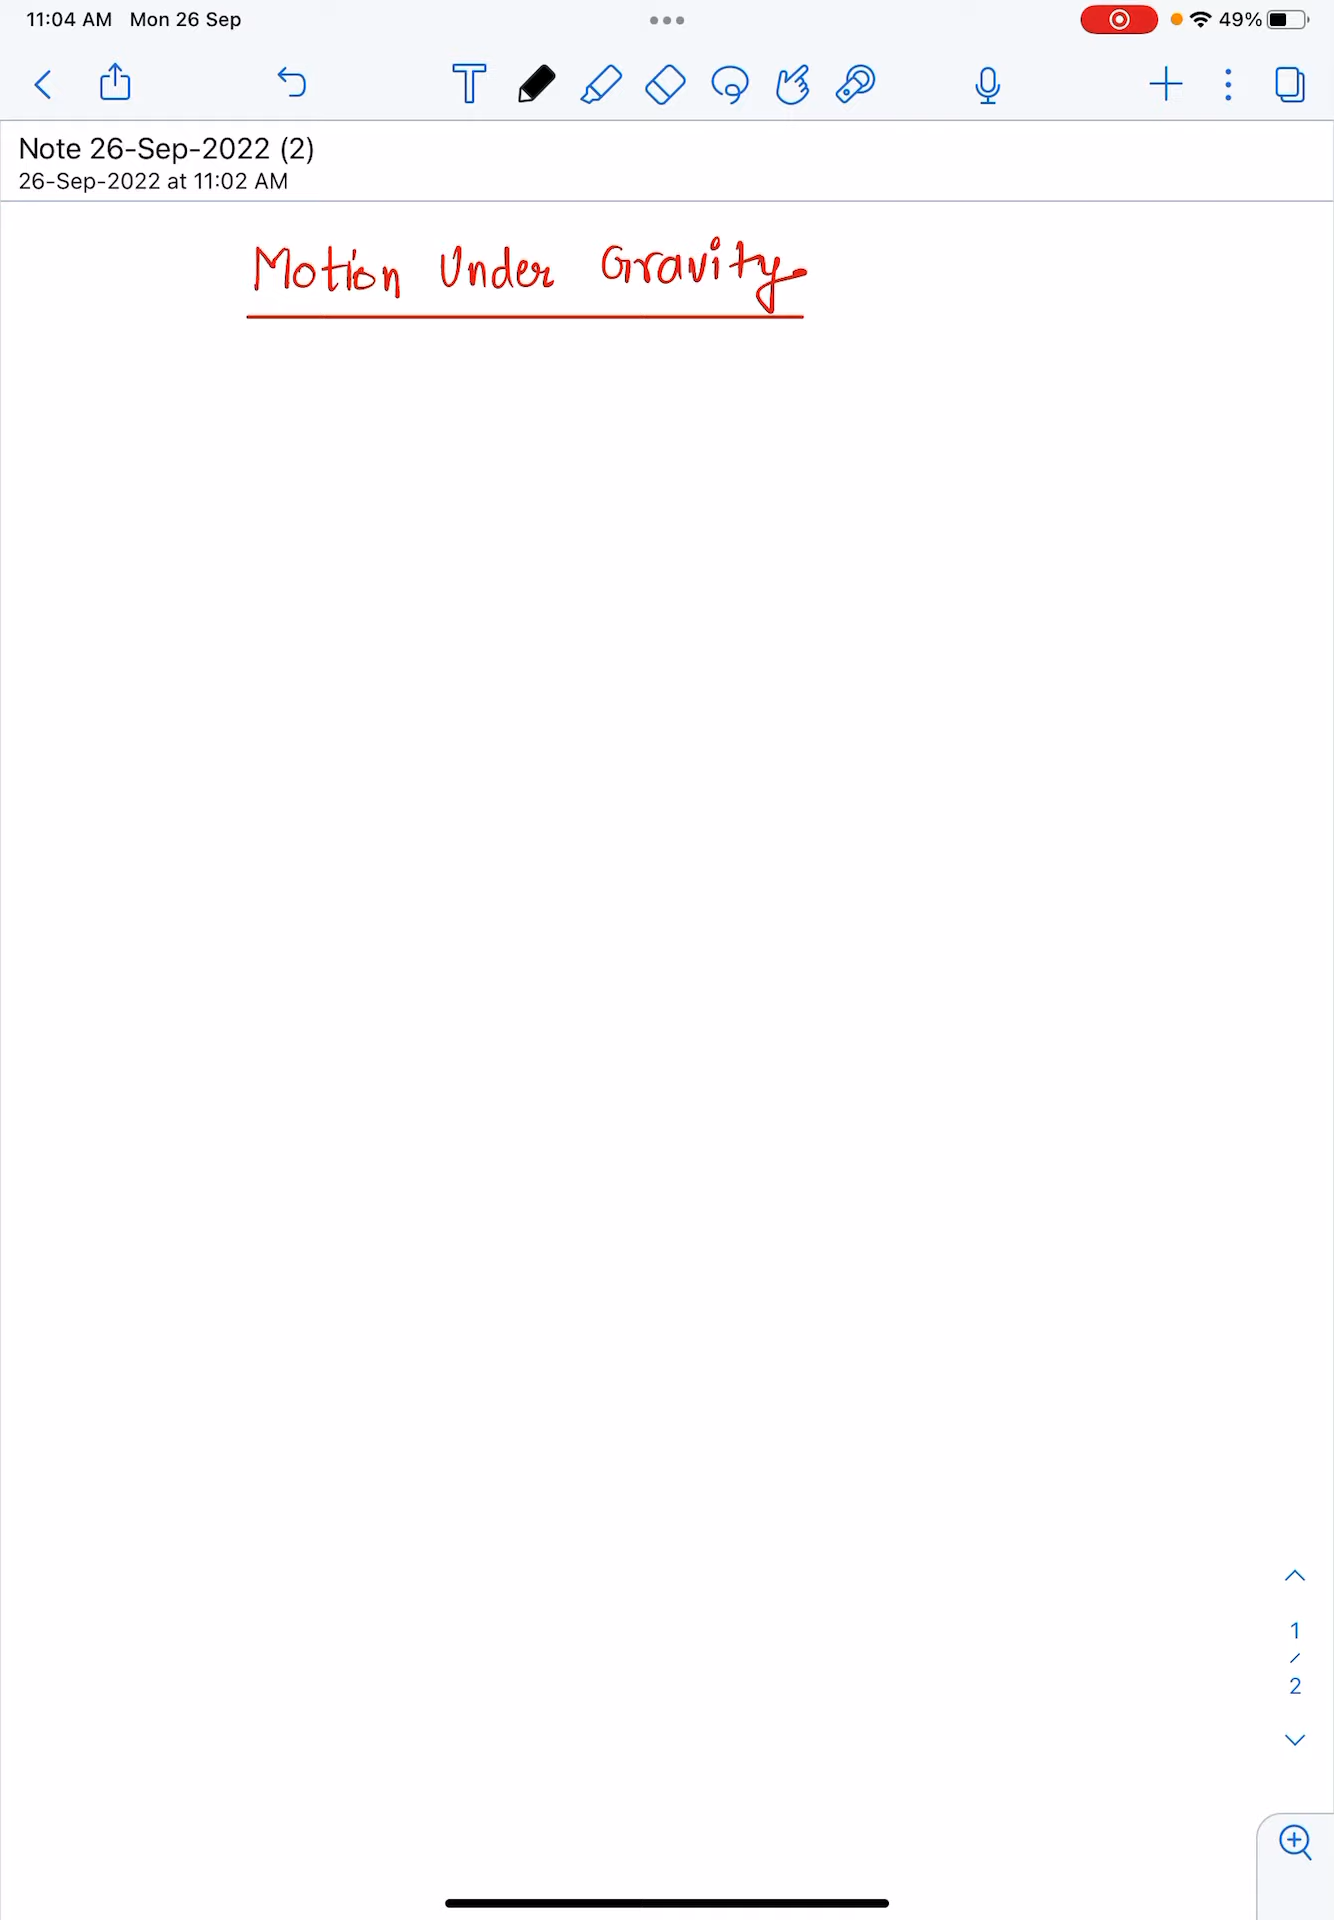 11:04 AM Mon 26 Sep
49%
Note 26-Sep-2022 (2)
26-Sep-2022 at 11:02 AM
Motion Under Gravity.
1
/
2